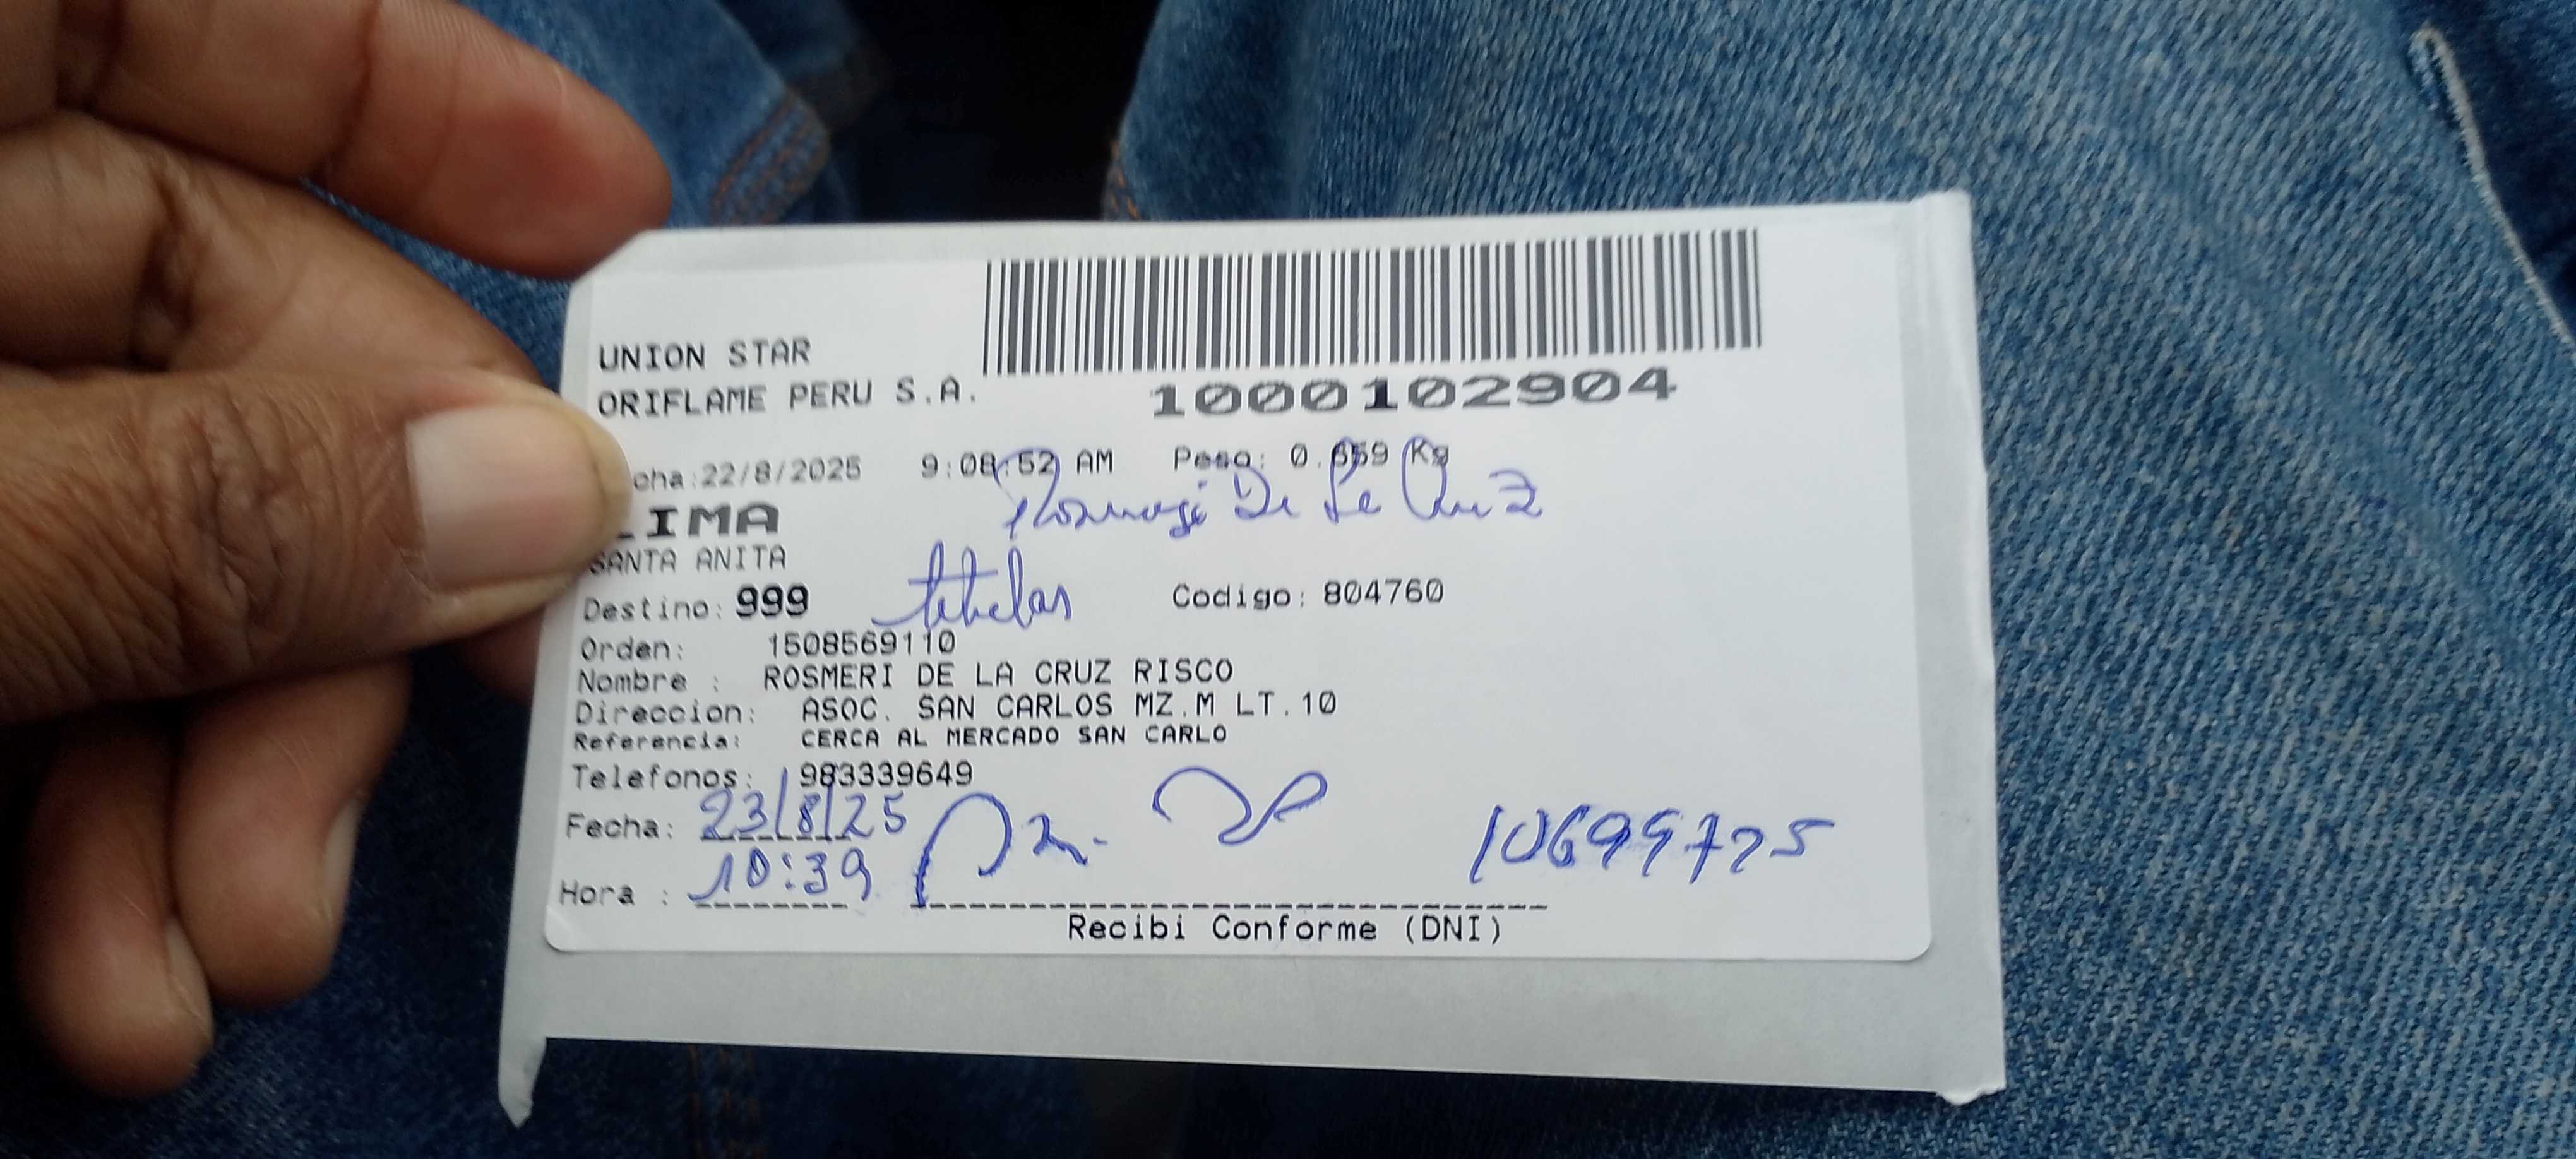 UNION STAR
ORIFLAME PERU S.A.
1000102904
cha:22/8/2025 9:08:52 AM Peso: 0.659 Kg
De La Cruz
LIMA
SANTA ANITA
Destino: 999 Codigo: 804760
Orden: 1508569110
Nombre : ROSMERI DE LA CRUZ RISCO
Direccion: ASOC. SAN CARLOS MZ.M LT.10
Referencia: CERCA AL MERCADO SAN CARLO
Telefonos: 983339649
Fecha: 23/8/25
10699725
Hora : 10:39
Recibi Conforme (DNI)